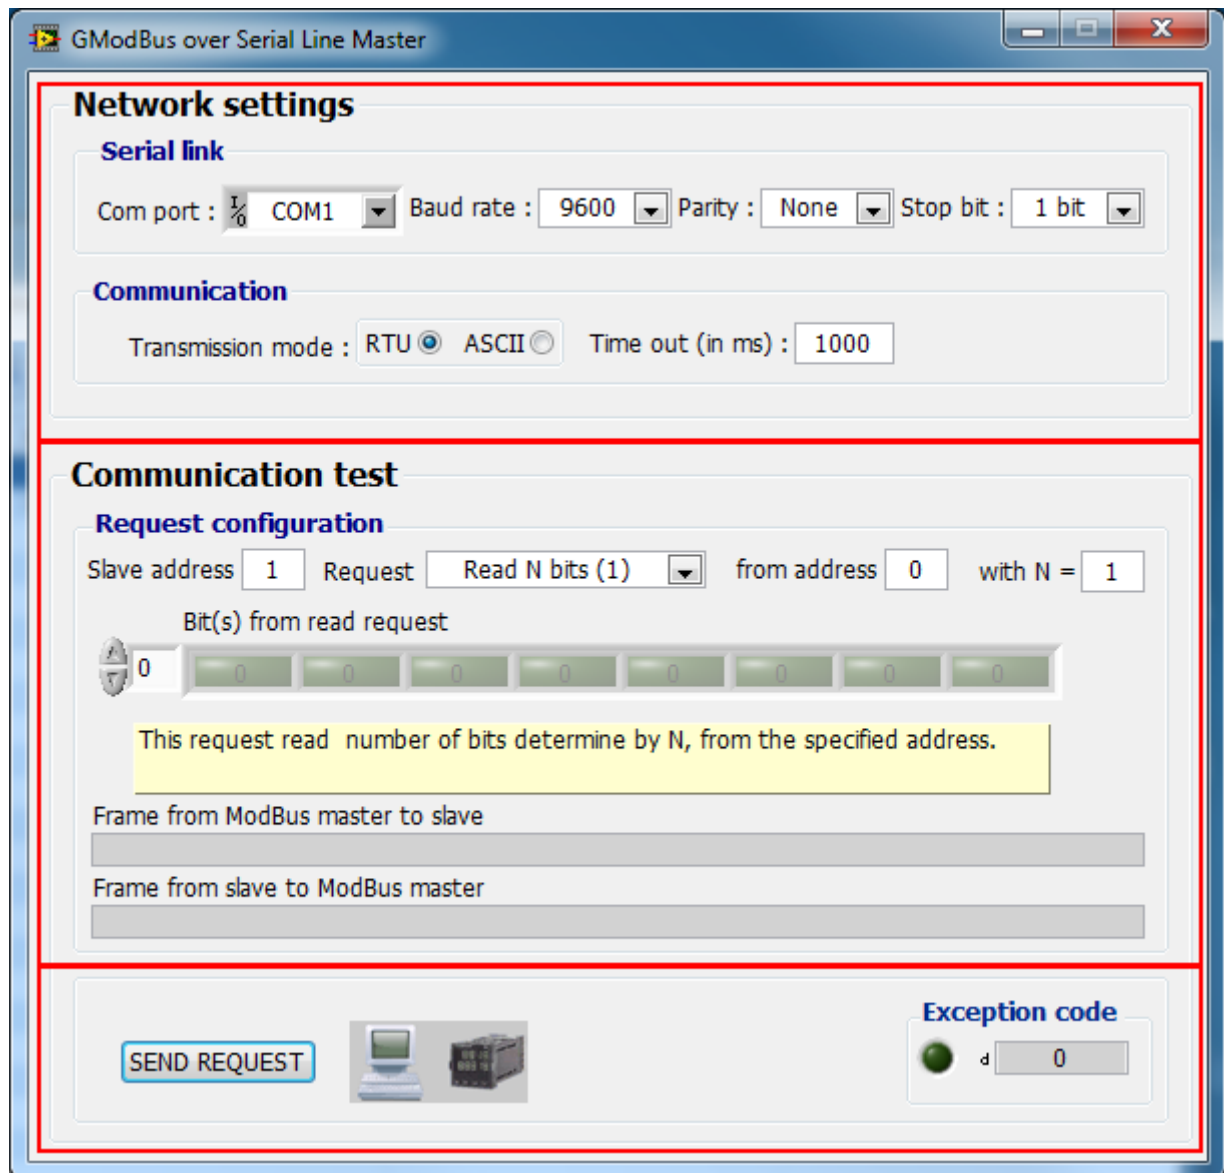 GModBus over Serial Line Master
Network settings
Serial link
Com port : I/O COM1 Baud rate : 9600 Parity : None Stop bit : 1 bit
Communication
Transmission mode : RTU ASCII Time out (in ms) : 1000
Communication test
Request configuration
Slave address 1 Request Read N bits (1) from address 0 with N = 1
Bit(s) from read request
0 0 0 0 0 0 0 0 0
This request read  number of bits determine by N, from the specified address.
Frame from ModBus master to slave
Frame from slave to ModBus master
Exception code
SEND REQUEST d 0